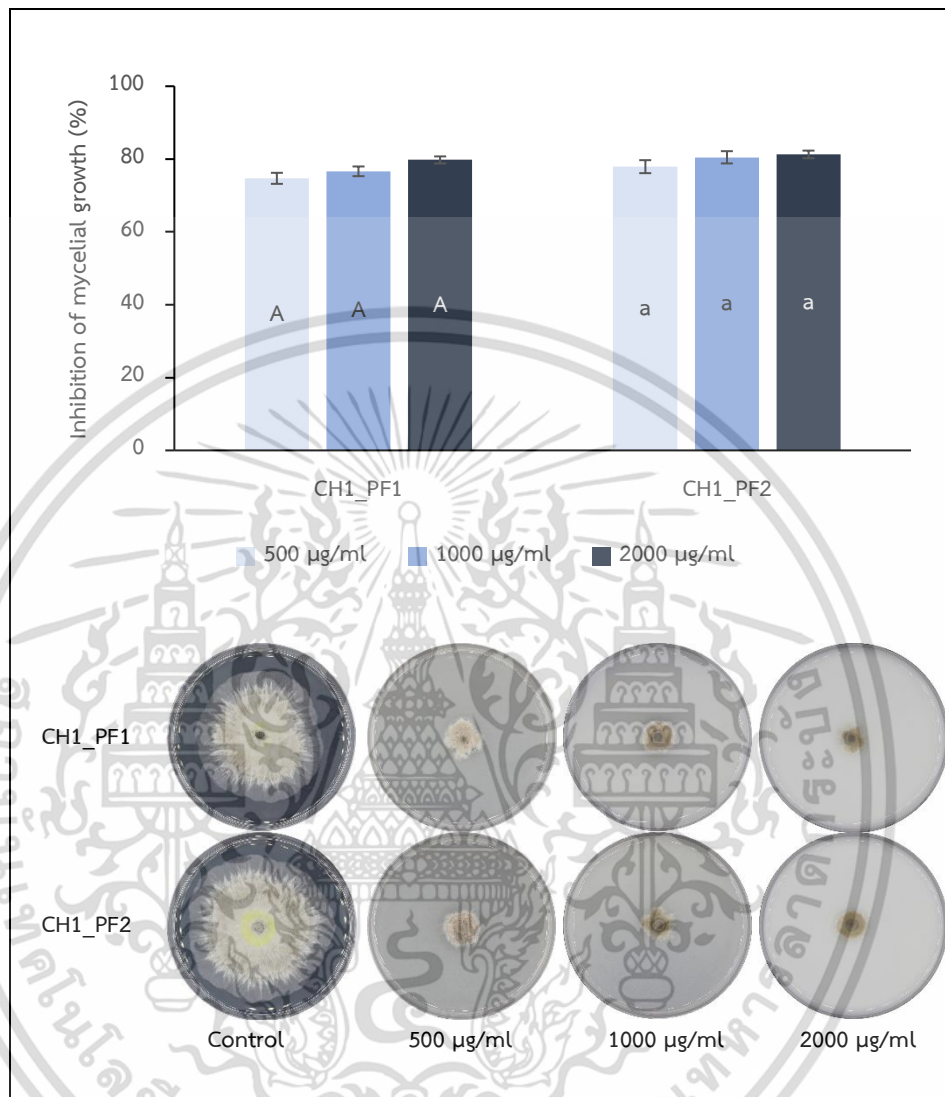 100
80
60
40
20
0
Inhibition of mycelial growth (%)
A A A a a a
CH1_PF1 CH1_PF2
500 µg/ml 1000 µg/ml 2000 µg/ml
CH1_PF1
CH1_PF2
Control 500 µg/ml 1000 µg/ml 2000 µg/ml